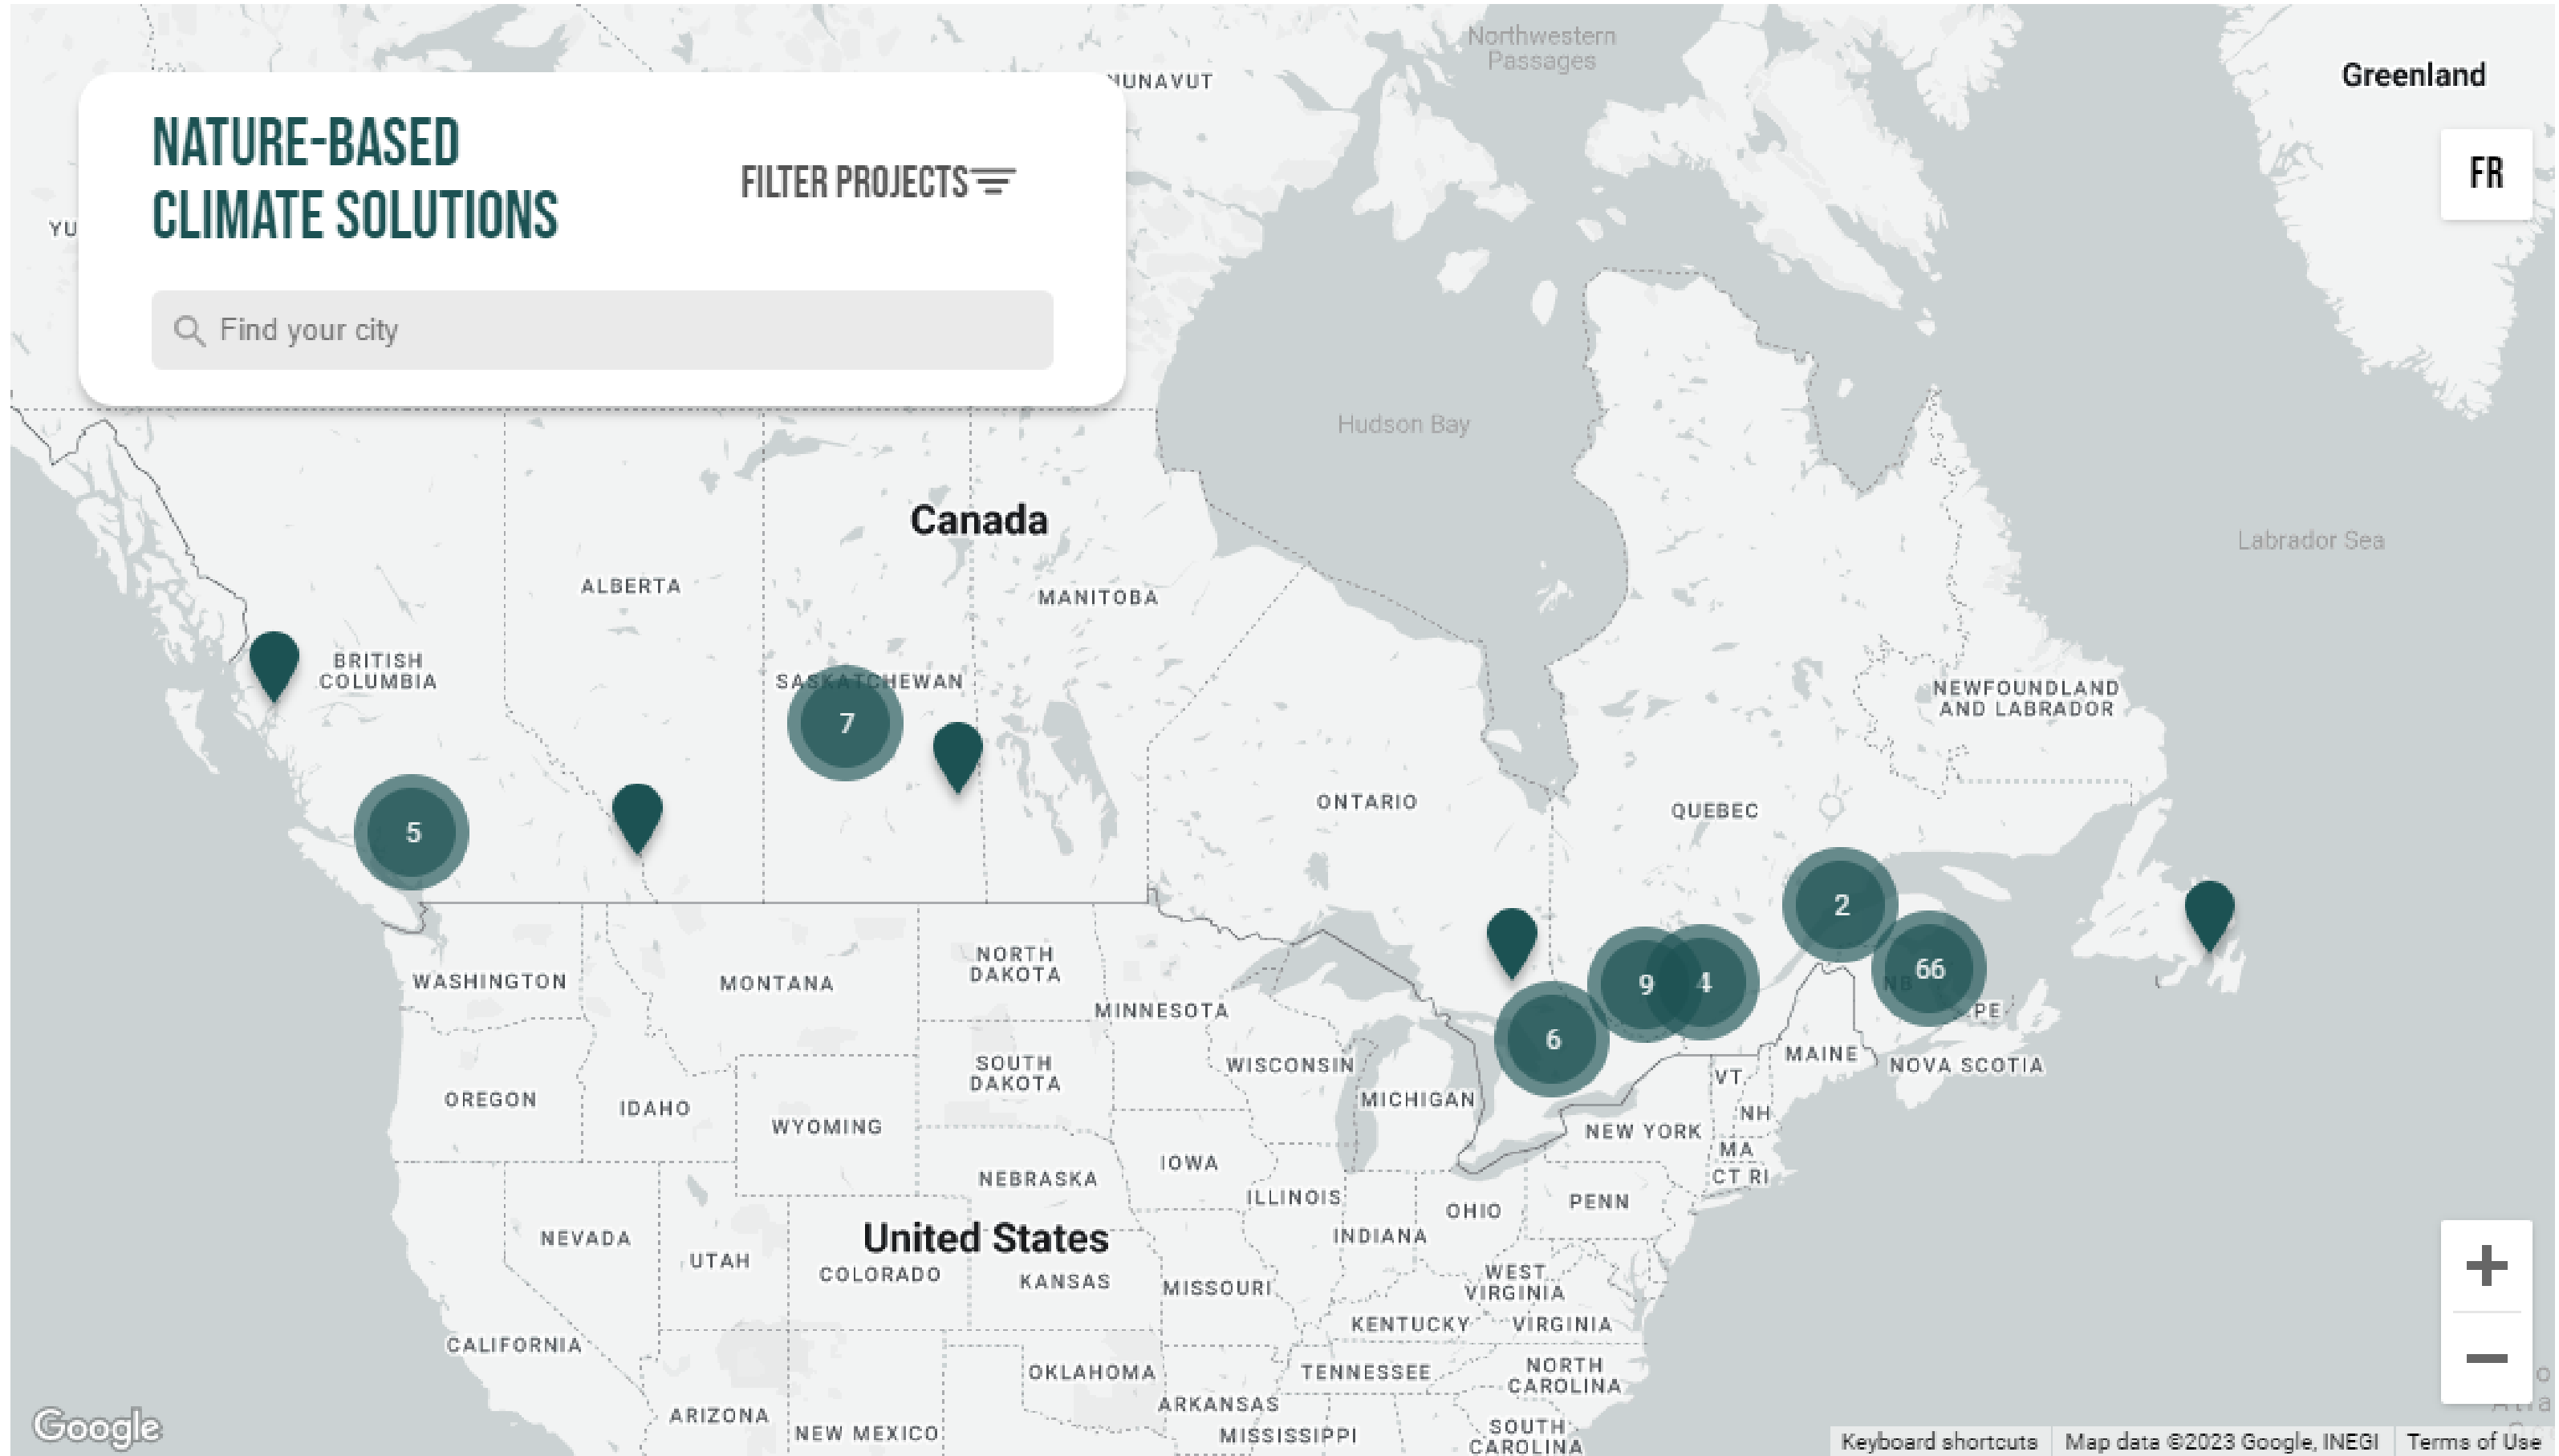 Northwestern
Passages
Greenland
NUNAVUT
NATURE-BASED
CLIMATE SOLUTIONS
FILTER PROJECTS
FR
YU
Find your city
Hudson Bay
Canada
Labrador Sea
ALBERTA
MANITOBA
BRITISH
COLUMBIA
SASKATCHEWAN
NEWFOUNDLAND
AND LABRADOR
7
ONTARIO
QUEBEC
5
2
66
NB
9
4
6
PE
WASHINGTON
MONTANA
NORTH
DAKOTA
MINNESOTA
MAINE
NOVA SCOTIA
SOUTH
DAKOTA
WISCONSIN
VT
OREGON
IDAHO
MICHIGAN
NH
WYOMING
NEW YORK
MA
IOWA
NEBRASKA
CT RI
ILLINOIS
PENN
OHIO
NEVADA
United States
INDIANA
UTAH
COLORADO
KANSAS
MISSOURI
WEST
VIRGINIA
KENTUCKY
VIRGINIA
CALIFORNIA
OKLAHOMA
TENNESSEE
NORTH
CAROLINA
ARKANSAS
ARIZONA
NEW MEXICO
MISSISSIPPI
SOUTH
CAROLINA
Google
Keyboard shortcuts
Map data ©2023 Google, INEGI
Terms of Use